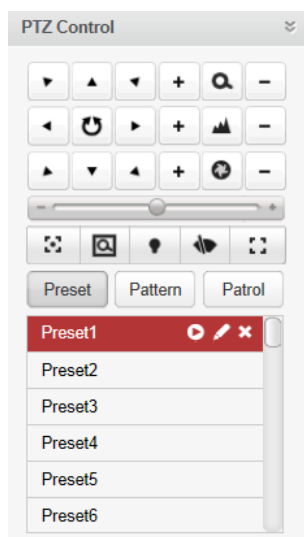 PTZ Control
Preset Pattern Patrol
Preset1
Preset2
Preset3
Preset4
Preset5
Preset6